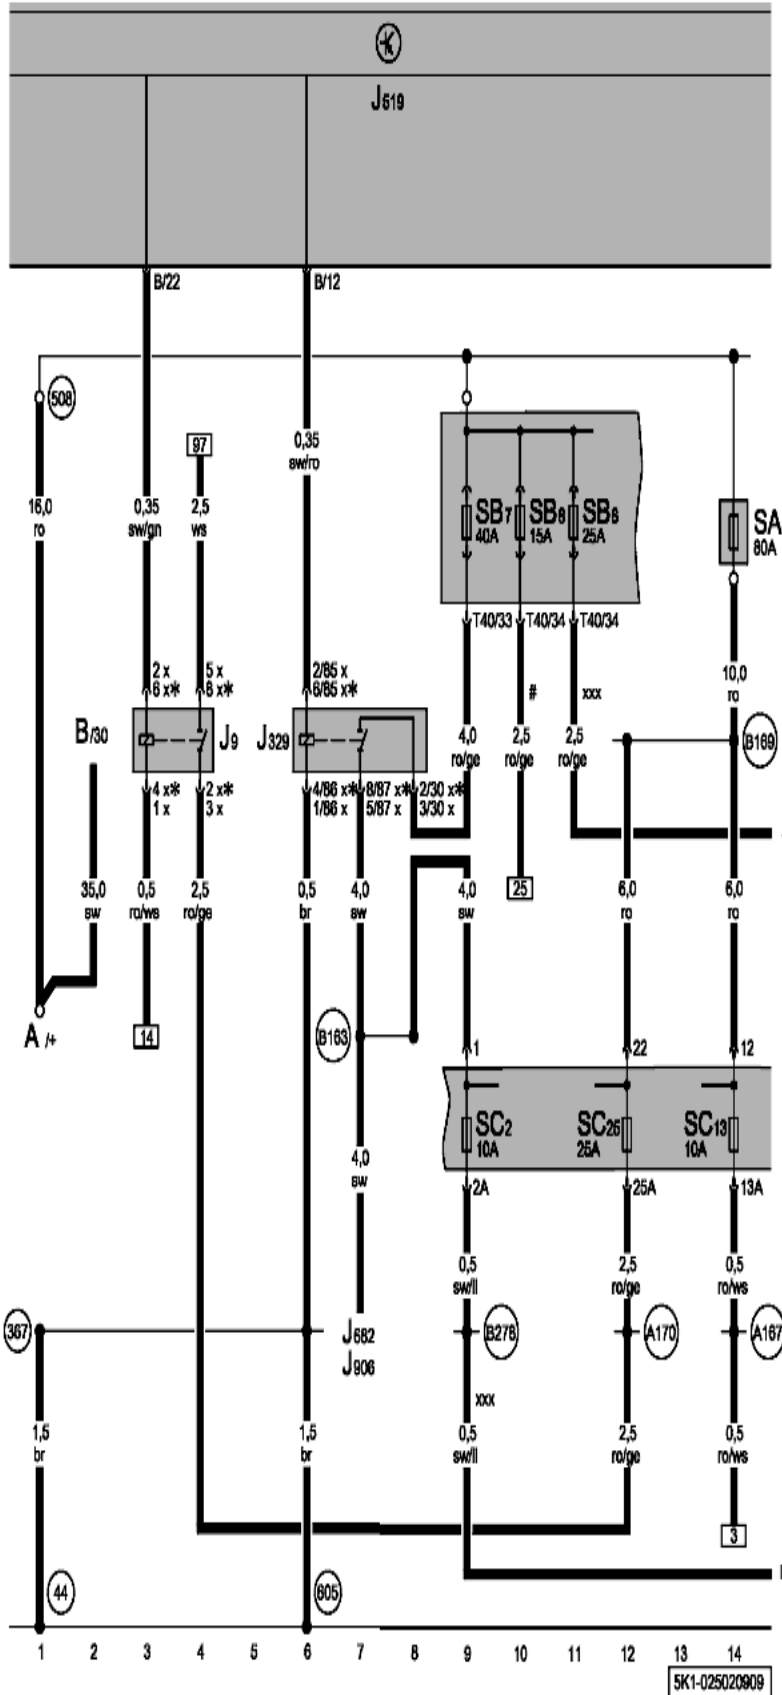 J519
B/22
B/12
508
97
16,0
ro
0,35
sw/gn
2,5
ws
0,35
sw/ro
SB7
40A
SB8
15A
SB6
25A
SA
80A
T40/33
T40/34
T40/34
2 x
6 x*
5 x
8 x*
2/85 x
6/85 x*
#
xxx
10,0
ro
B/30
J9
J329
4,0
ro/ge
2,5
ro/ge
2,5
ro/ge
B169
4 x*
1 x
2 x*
3 x
4/86 x*
1/86 x
8/87 x*
5/87 x
2/30 x*
3/30 x
35,0
sw
0,5
ro/ws
2,5
ro/ge
0,5
br
4,0
sw
4,0
sw
25
6,0
ro
6,0
ro
A /+
14
B163
1
22
12
SC2
10A
SC25
25A
SC13
10A
4,0
sw
2A
25A
13A
0,5
sw/li
2,5
ro/ge
0,5
ro/ws
367
J682
J906
B278
A170
A167
xxx
1,5
br
1,5
br
0,5
sw/li
2,5
ro/ge
0,5
ro/ws
3
44
605
1 2 3 4 5 6 7 8 9 10 11 12 13 14
5K1-025020909